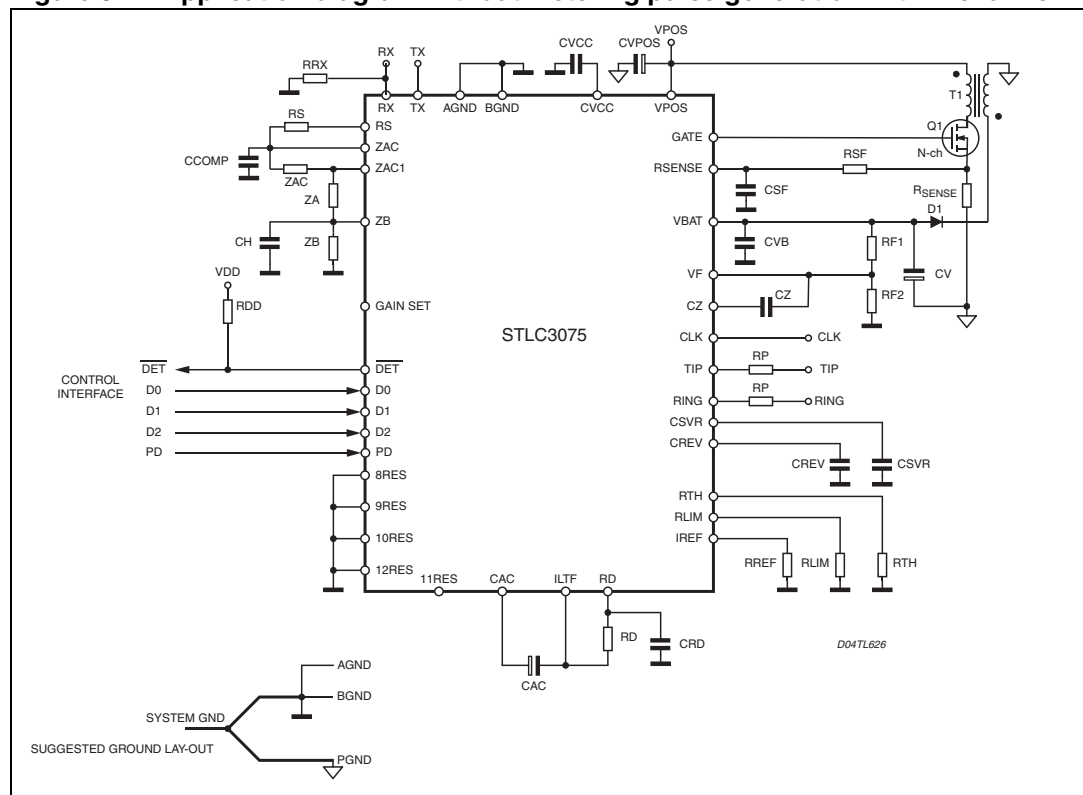 RX TX
RRX
CVCC
CVPOS
VPOS
RX TX AGND BGND CVCC VPOS
T1
RS
RS
ZAC
CCOMP
ZAC
ZAC1
ZA
CH
ZB
ZB
VDD
RDD
GAIN SET
STLC3075
GATE
Q1
N-ch
RSENSE
RSF
CSF
RSENSE
D1
VBAT
CVB
RF1
CV
VF
CZ
CZ
RF2
CLK
CLK
TIP
RP
TIP
RING
RP
RING
CSVR
CREV
CREV
CSVR
RTH
RLIM
IREF
RREF
RLIM
RTH
CONTROL
INTERFACE
DET
DET
D0
D0
D1
D1
D2
D2
PD
PD
8RES
9RES
10RES
12RES
11RES
CAC
ILTF
RD
RD
CRD
CAC
D04TL626
AGND
BGND
SYSTEM GND
SUGGESTED GROUND LAY-OUT
PGND